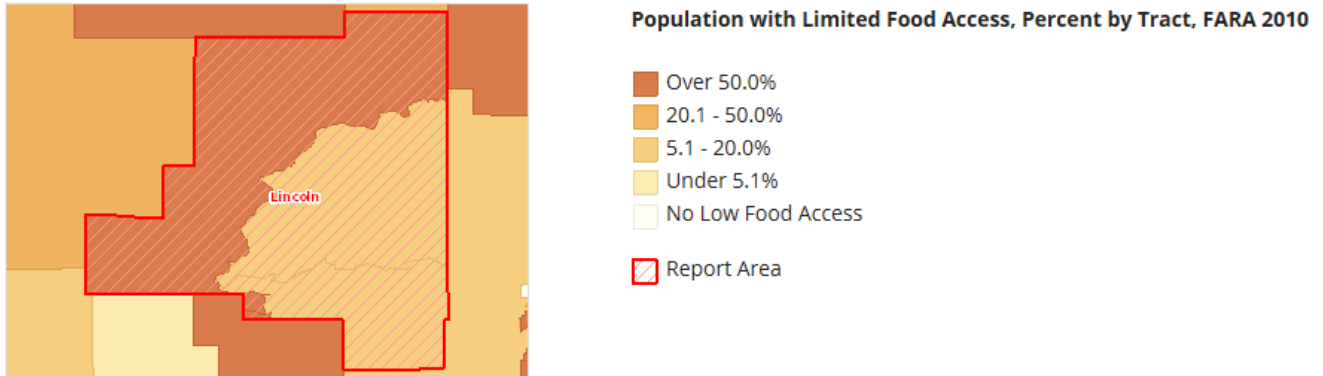 Population with Limited Food Access, Percent by Tract, FARA 2010
Over 50.0%
20.1 - 50.0%
5.1 - 20.0%
Under 5.1%
No Low Food Access
Report Area
Lincoln